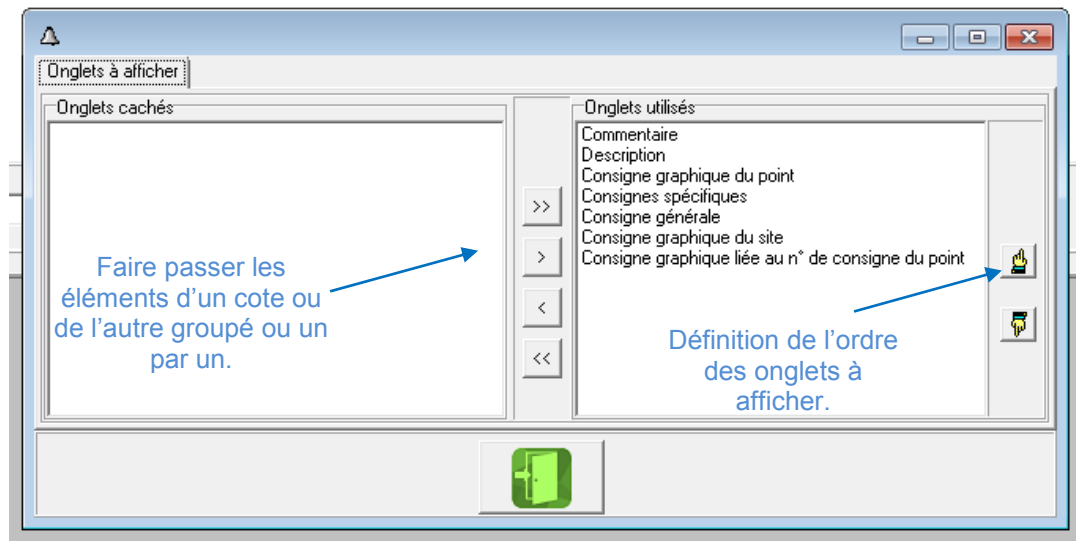 Onglets à afficher
Onglets cachés
Onglets utilisés
Commentaire
Description
Consigne graphique du point
Consignes spécifiques
Consigne générale
Consigne graphique du site
Consigne graphique liée au n° de consigne du point
>>
>
<
<<
Faire passer les
éléments d’un cote ou
de l’autre groupé ou un
par un.
Définition de l’ordre
des onglets à
afficher.